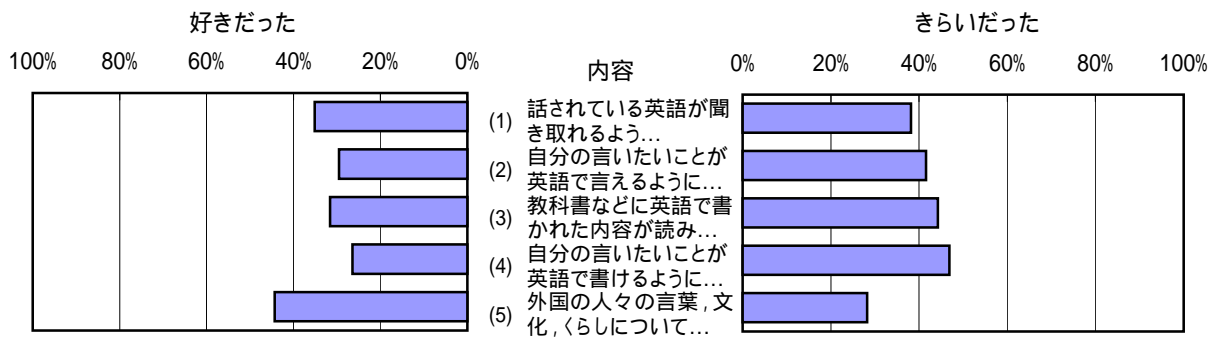 好きだった
きらいだった
100% 80% 60% 40% 20% 0%
内容
0% 20% 40% 60% 80% 100%
(1) 話されている英語が聞
き取れるよう…
(2) 自分の言いたいことが
英語で言えるように…
(3) 教科書などに英語で書
かれた内容が読み…
(4) 自分の言いたいことが
英語で書けるように…
(5) 外国の人々の言葉,文
化,くらしについて…